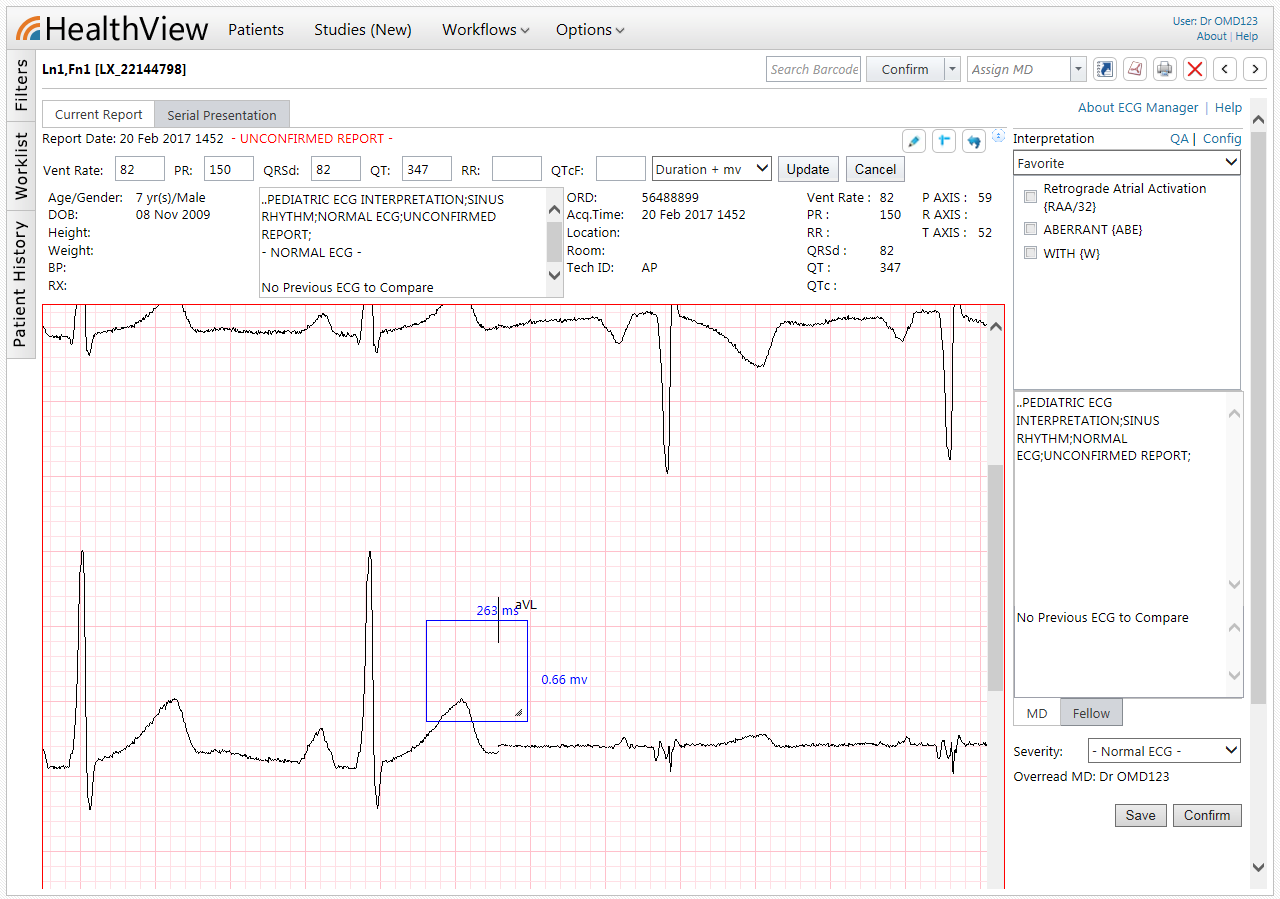 HealthView Patients Studies (New) Workflows Options
User: Dr OMD123
About | Help
Filters
Worklist
Patient History
Ln1,Fn1 [LX_22144798] Search Barcode Confirm Assign MD
Current Report Serial Presentation
About ECG Manager | Help
Report Date: 20 Feb 2017 1452 - UNCONFIRMED REPORT -
Vent Rate: 82 PR: 150 QRSd: 82 QT: 347 RR: QTcF: Duration + mv Update Cancel
Age/Gender: 7 yr(s)/Male
DOB: 08 Nov 2009
Height:
Weight:
BP:
RX:
..PEDIATRIC ECG INTERPRETATION;SINUS
RHYTHM;NORMAL ECG;UNCONFIRMED
REPORT;
- NORMAL ECG -
No Previous ECG to Compare
ORD: 56488899
Acq.Time: 20 Feb 2017 1452
Location:
Room:
Tech ID: AP
Vent Rate : 82
PR : 150
RR :
QRSd : 82
QT : 347
QTc :
P AXIS : 59
R AXIS :
T AXIS : 52
263 ms
aVL
0.66 mv
Interpretation QA | Config
Favorite
Retrograde Atrial Activation
{RAA/32}
ABERRANT {ABE}
WITH {W}
..PEDIATRIC ECG
INTERPRETATION;SINUS
RHYTHM;NORMAL
ECG;UNCONFIRMED REPORT;
No Previous ECG to Compare
MD Fellow
Severity: - Normal ECG -
Overread MD: Dr OMD123
Save Confirm